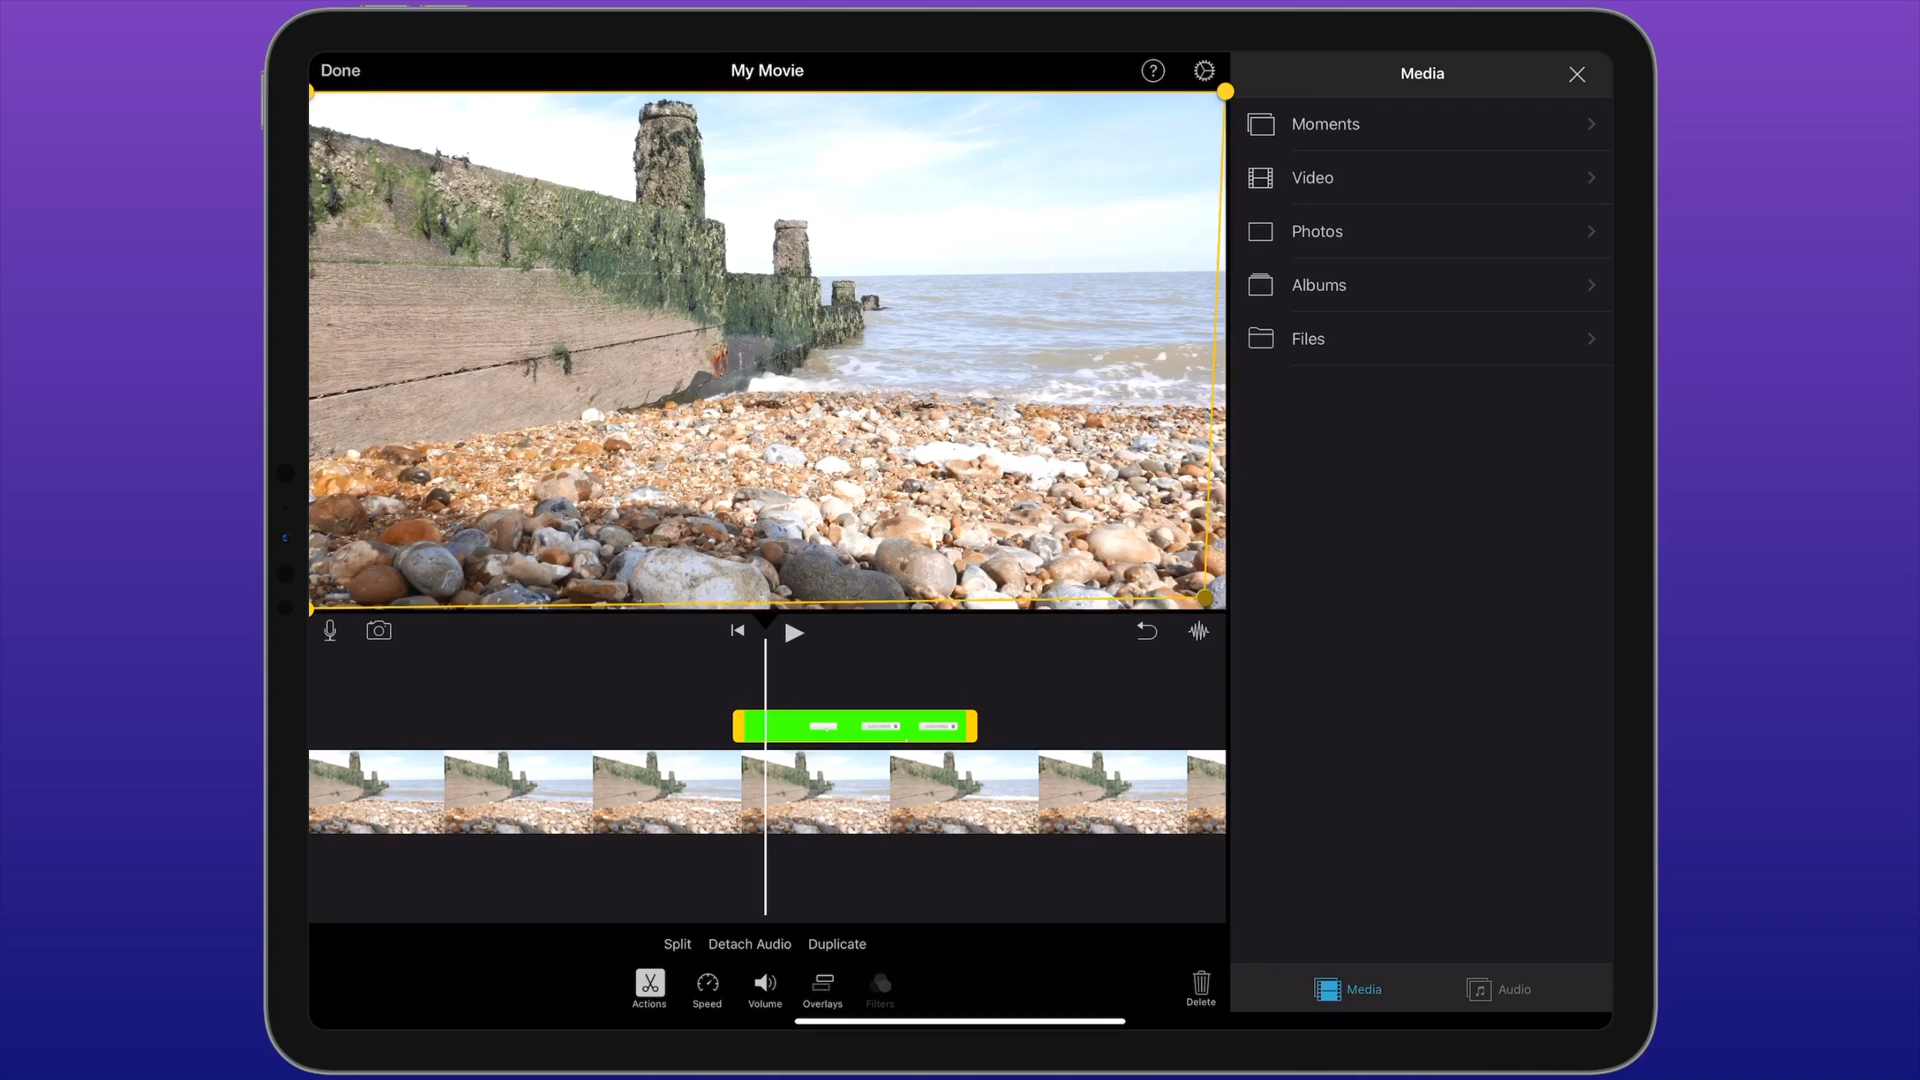 Done
My Movie
?
Media
Moments
Video
Photos
Albums
Files
Split
Detach Audio
Duplicate
Actions
Speed
Volume
Overlays
Filters
Delete
Media
Audio